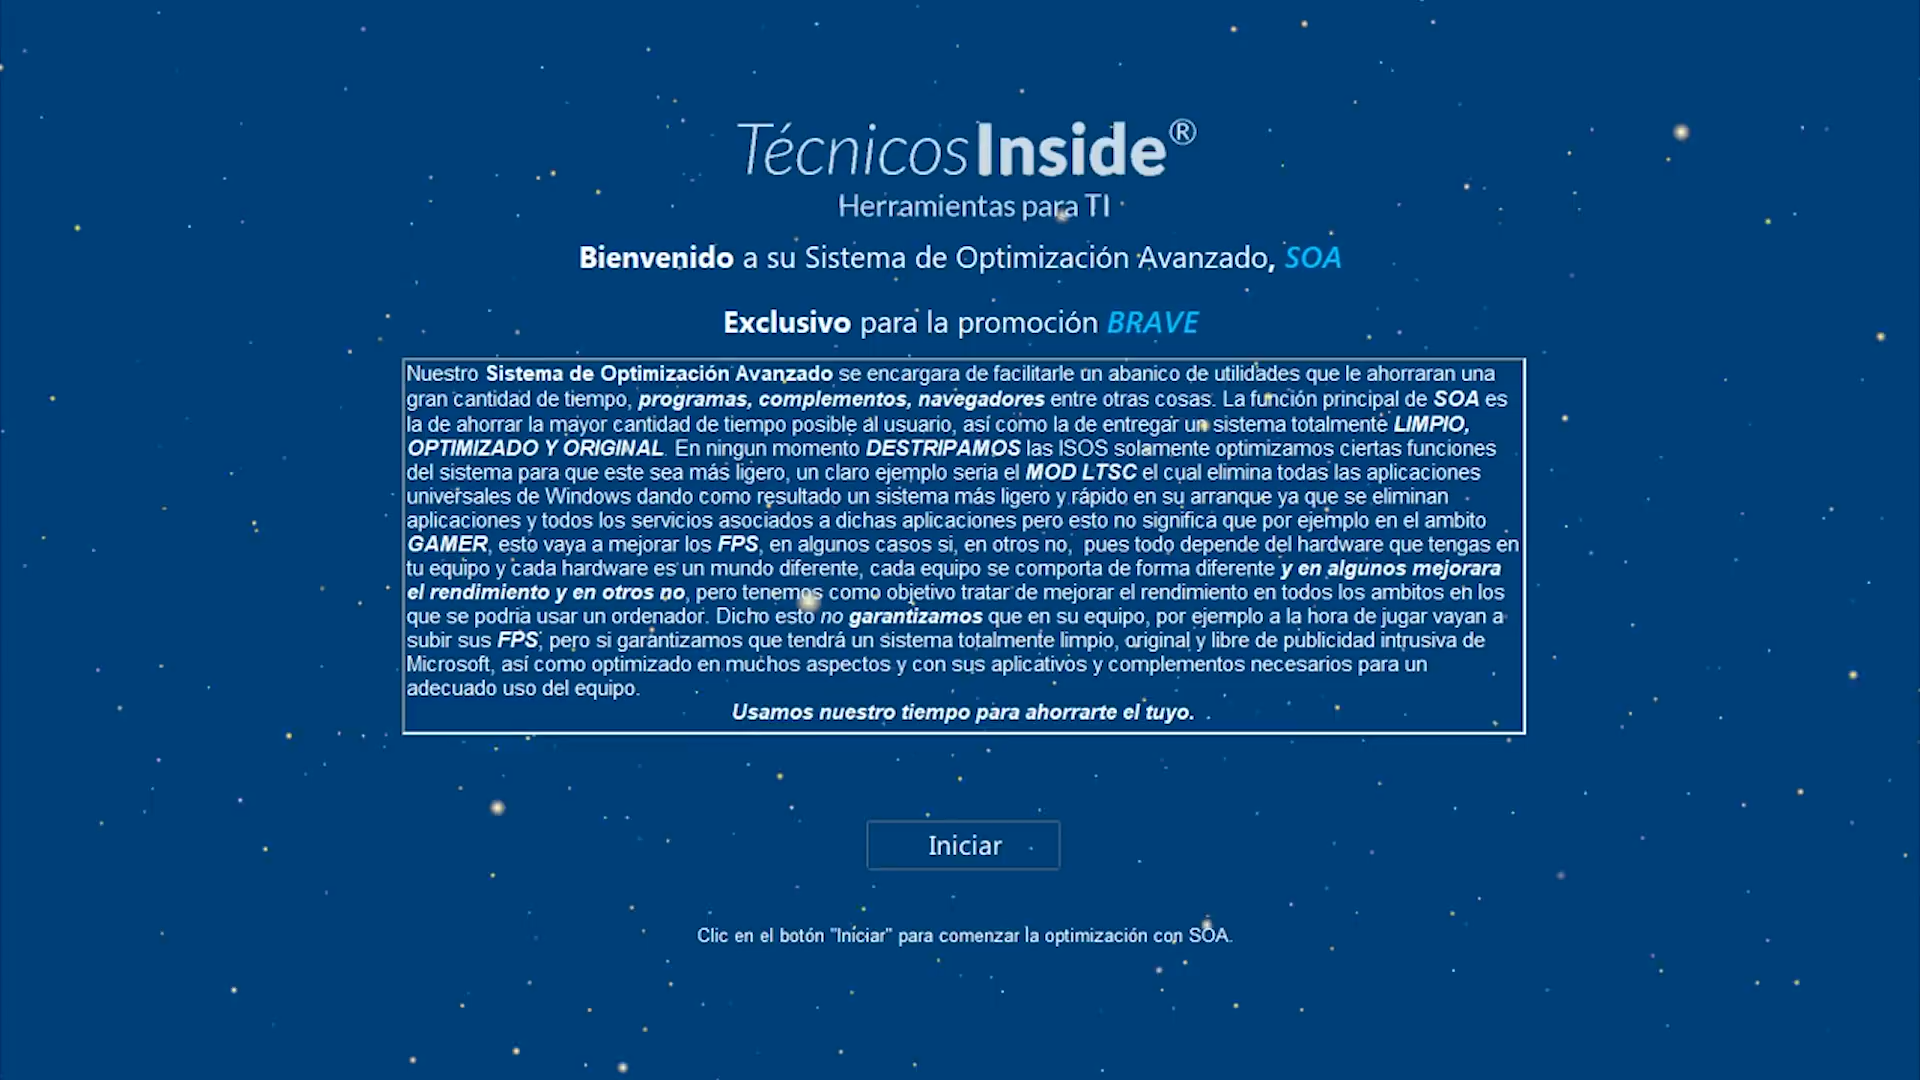 TécnicosInside®
Herramientas para TI
Bienvenido a su Sistema de Optimización Avanzado, SOA
Exclusivo para la promoción BRAVE
Nuestro Sistema de Optimización Avanzado se encargara de facilitarle un abanico de utilidades que le ahorraran una
gran cantidad de tiempo, programas, complementos, navegadores entre otras cosas. La función principal de SOA es
la de ahorrar la mayor cantidad de tiempo posible al usuario, así como la de entregar un sistema totalmente LIMPIO,
OPTIMIZADO Y ORIGINAL. En ningun momento DESTRIPAMOS las ISOS solamente optimizamos ciertas funciones
del sistema para que este sea más ligero, un claro ejemplo seria el MOD LTSC el cual elimina todas las aplicaciones
universales de Windows dando como resultado un sistema más ligero y rápido en su arranque ya que se eliminan
aplicaciones y todos los servicios asociados a dichas aplicaciones pero esto no significa que por ejemplo en el ambito
GAMER, esto vaya a mejorar los FPS, en algunos casos si, en otros no, pues todo depende del hardware que tengas en
tu equipo y cada hardware es un mundo diferente, cada equipo se comporta de forma diferente y en algunos mejorara
el rendimiento y en otros no, pero tenemos como objetivo tratar de mejorar el rendimiento en todos los ambitos en los
que se podria usar un ordenador. Dicho esto no garantizamos que en su equipo, por ejemplo a la hora de jugar vayan a
subir sus FPS, pero si garantizamos que tendrá un sistema totalmente limpio, original y libre de publicidad intrusiva de
Microsoft, así como optimizado en muchos aspectos y con sus aplicativos y complementos necesarios para un
adecuado uso del equipo.
Usamos nuestro tiempo para ahorrarte el tuyo.
Iniciar
Clic en el botón "Iniciar" para comenzar la optimización con SOA.